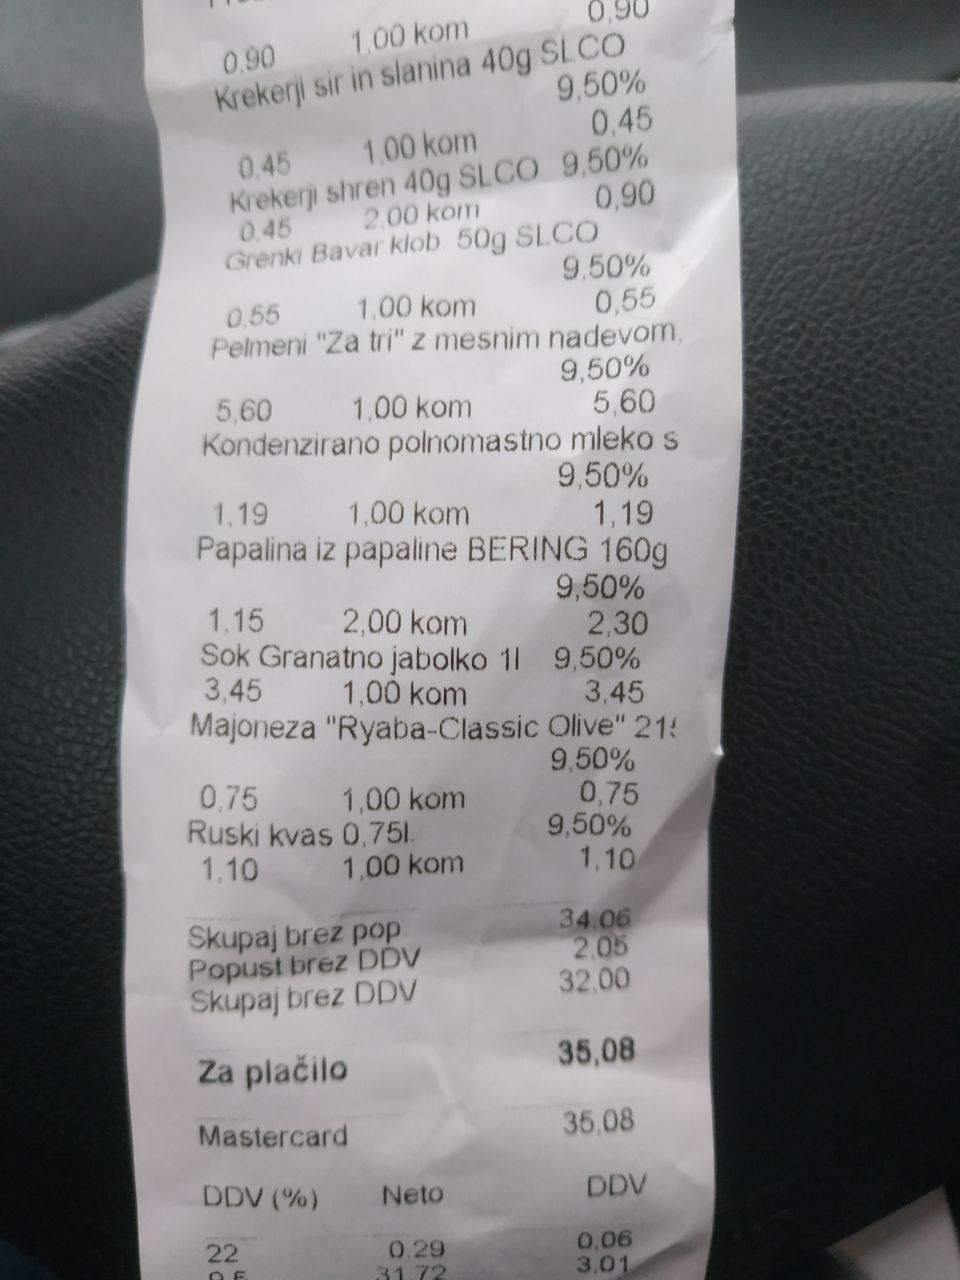 0,90
0,90 1,00 kom
Krekerji sir in slanina 40g SLCO
9,50%
0,45 1,00 kom 0,45
Krekerji shren 40g SLCO 9,50%
0,45 2,00 kom 0,90
Grenki Bavar klob. 50g SLCO
9,50%
0,55 1,00 kom 0,55
Pelmeni "Za tri" z mesnim nadevom,
9,50%
5,60 1,00 kom 5,60
Kondenzirano polnomastno mleko s
9,50%
1,19 1,00 kom 1,19
Papalina iz papaline BERING 160g
9,50%
1,15 2,00 kom 2,30
Sok Granatno jabolko 1l 9,50%
3,45 1,00 kom 3,45
Majoneza "Ryaba-Classic Olive" 21
9,50%
0,75 1,00 kom 0,75
Ruski kvas 0,75l. 9,50%
1,10 1,00 kom 1,10
Skupaj brez pop 34,06
Popust brez DDV 2,05
Skupaj brez DDV 32,00
Za plačilo 35,08
Mastercard 35,08
DDV (%) Neto DDV
22 0,29 0,06
31,72 3,01